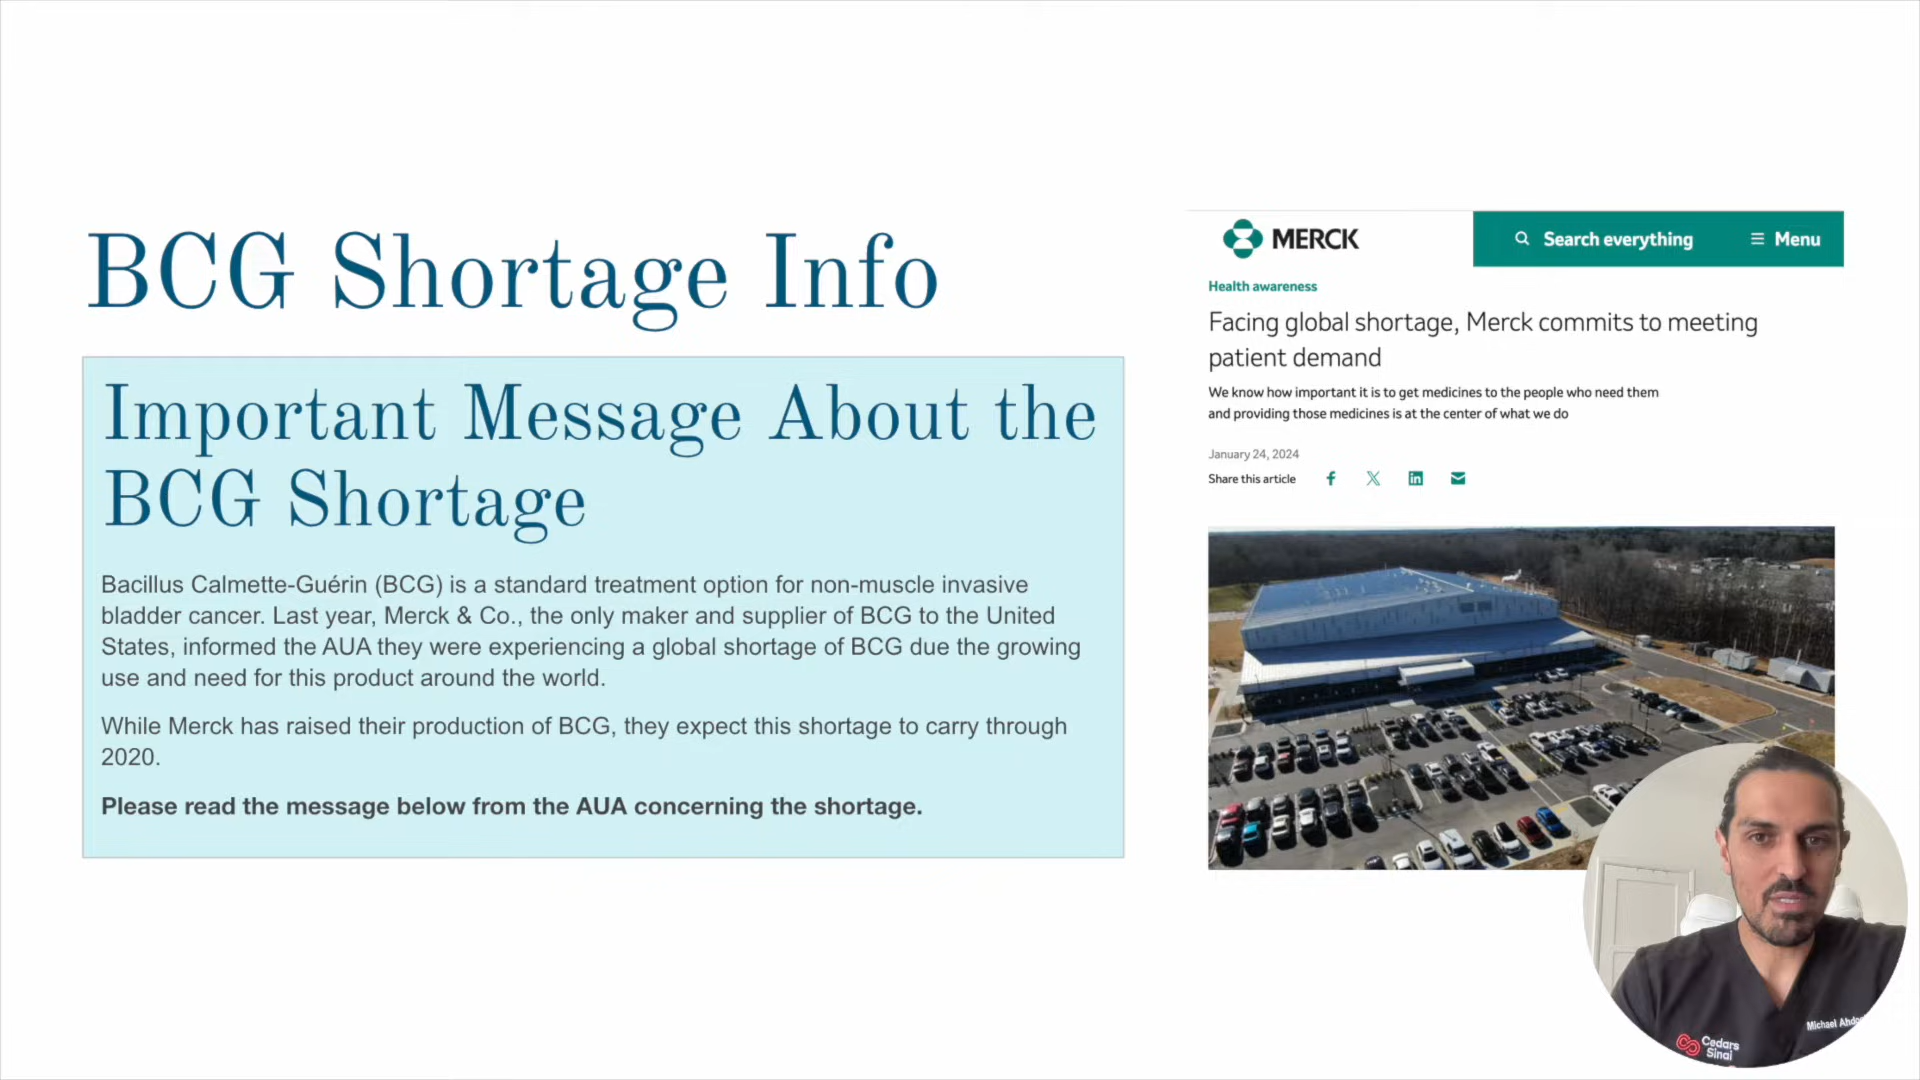 BCG Shortage Info
Important Message About the
BCG Shortage
Bacillus Calmette-Guérin (BCG) is a standard treatment option for non-muscle invasive
bladder cancer. Last year, Merck & Co., the only maker and supplier of BCG to the United
States, informed the AUA they were experiencing a global shortage of BCG due the growing
use and need for this product around the world.
While Merck has raised their production of BCG, they expect this shortage to carry through
2020.
Please read the message below from the AUA concerning the shortage.
MERCK
Search everything
Menu
Health awareness
Facing global shortage, Merck commits to meeting
patient demand
We know how important it is to get medicines to the people who need them
and providing those medicines is at the center of what we do
January 24, 2024
Share this article
Michael
Cedars
Sinai